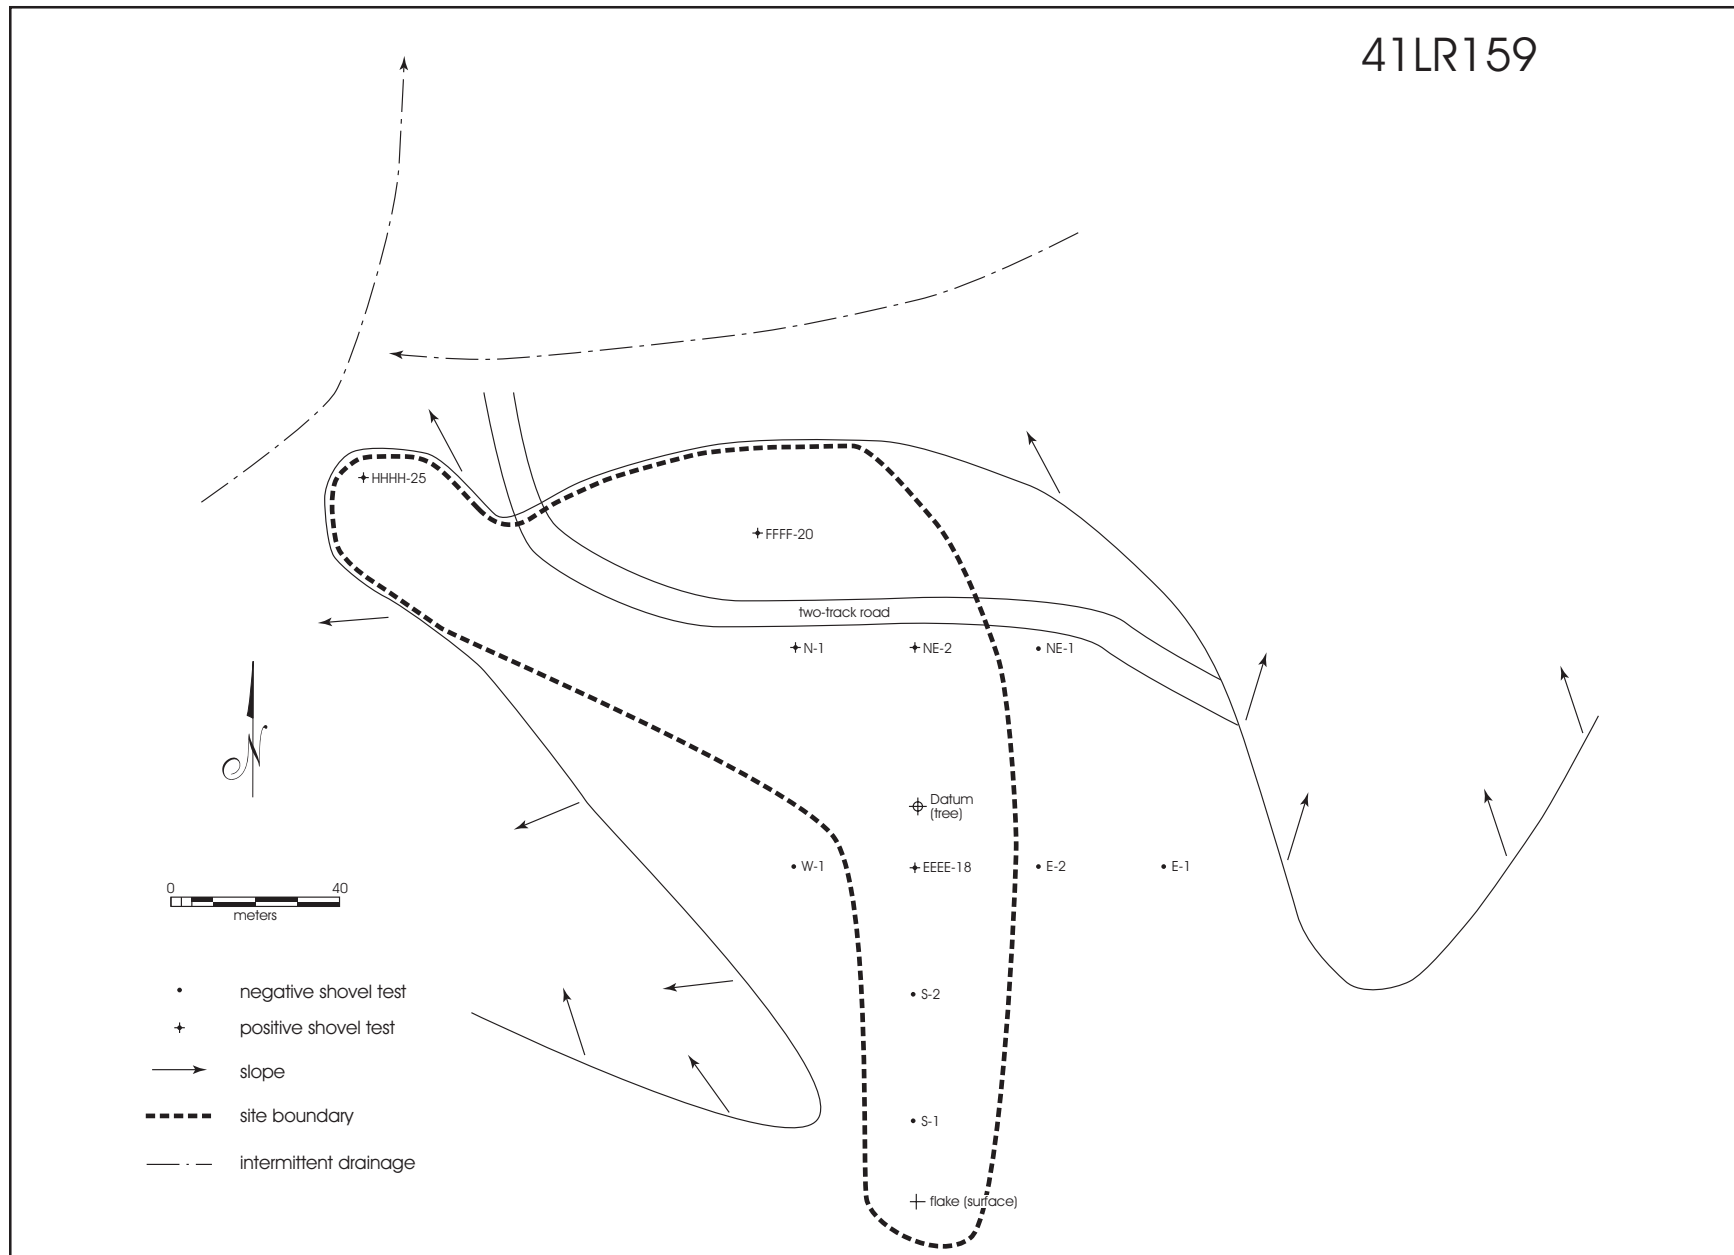 41LR159
HHHH-25
FFFF-20
two-track road
N-1
NE-2
NE-1
N
Datum
(tree)
W-1
EEEE-18
E-2
E-1
0 40
meters
negative shovel test
S-2
positive shovel test
slope
site boundary
S-1
intermittent drainage
flake (surface)